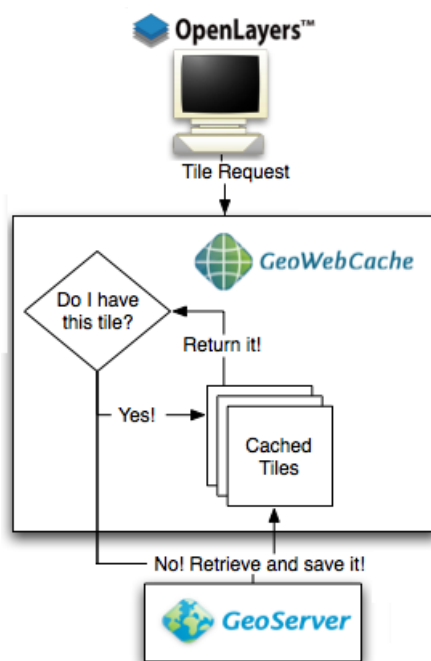 OpenLayers™
Tile Request
GeoWebCache
Do I have
this tile?
Return it!
Yes!
Cached
Tiles
No! Retrieve and save it!
GeoServer